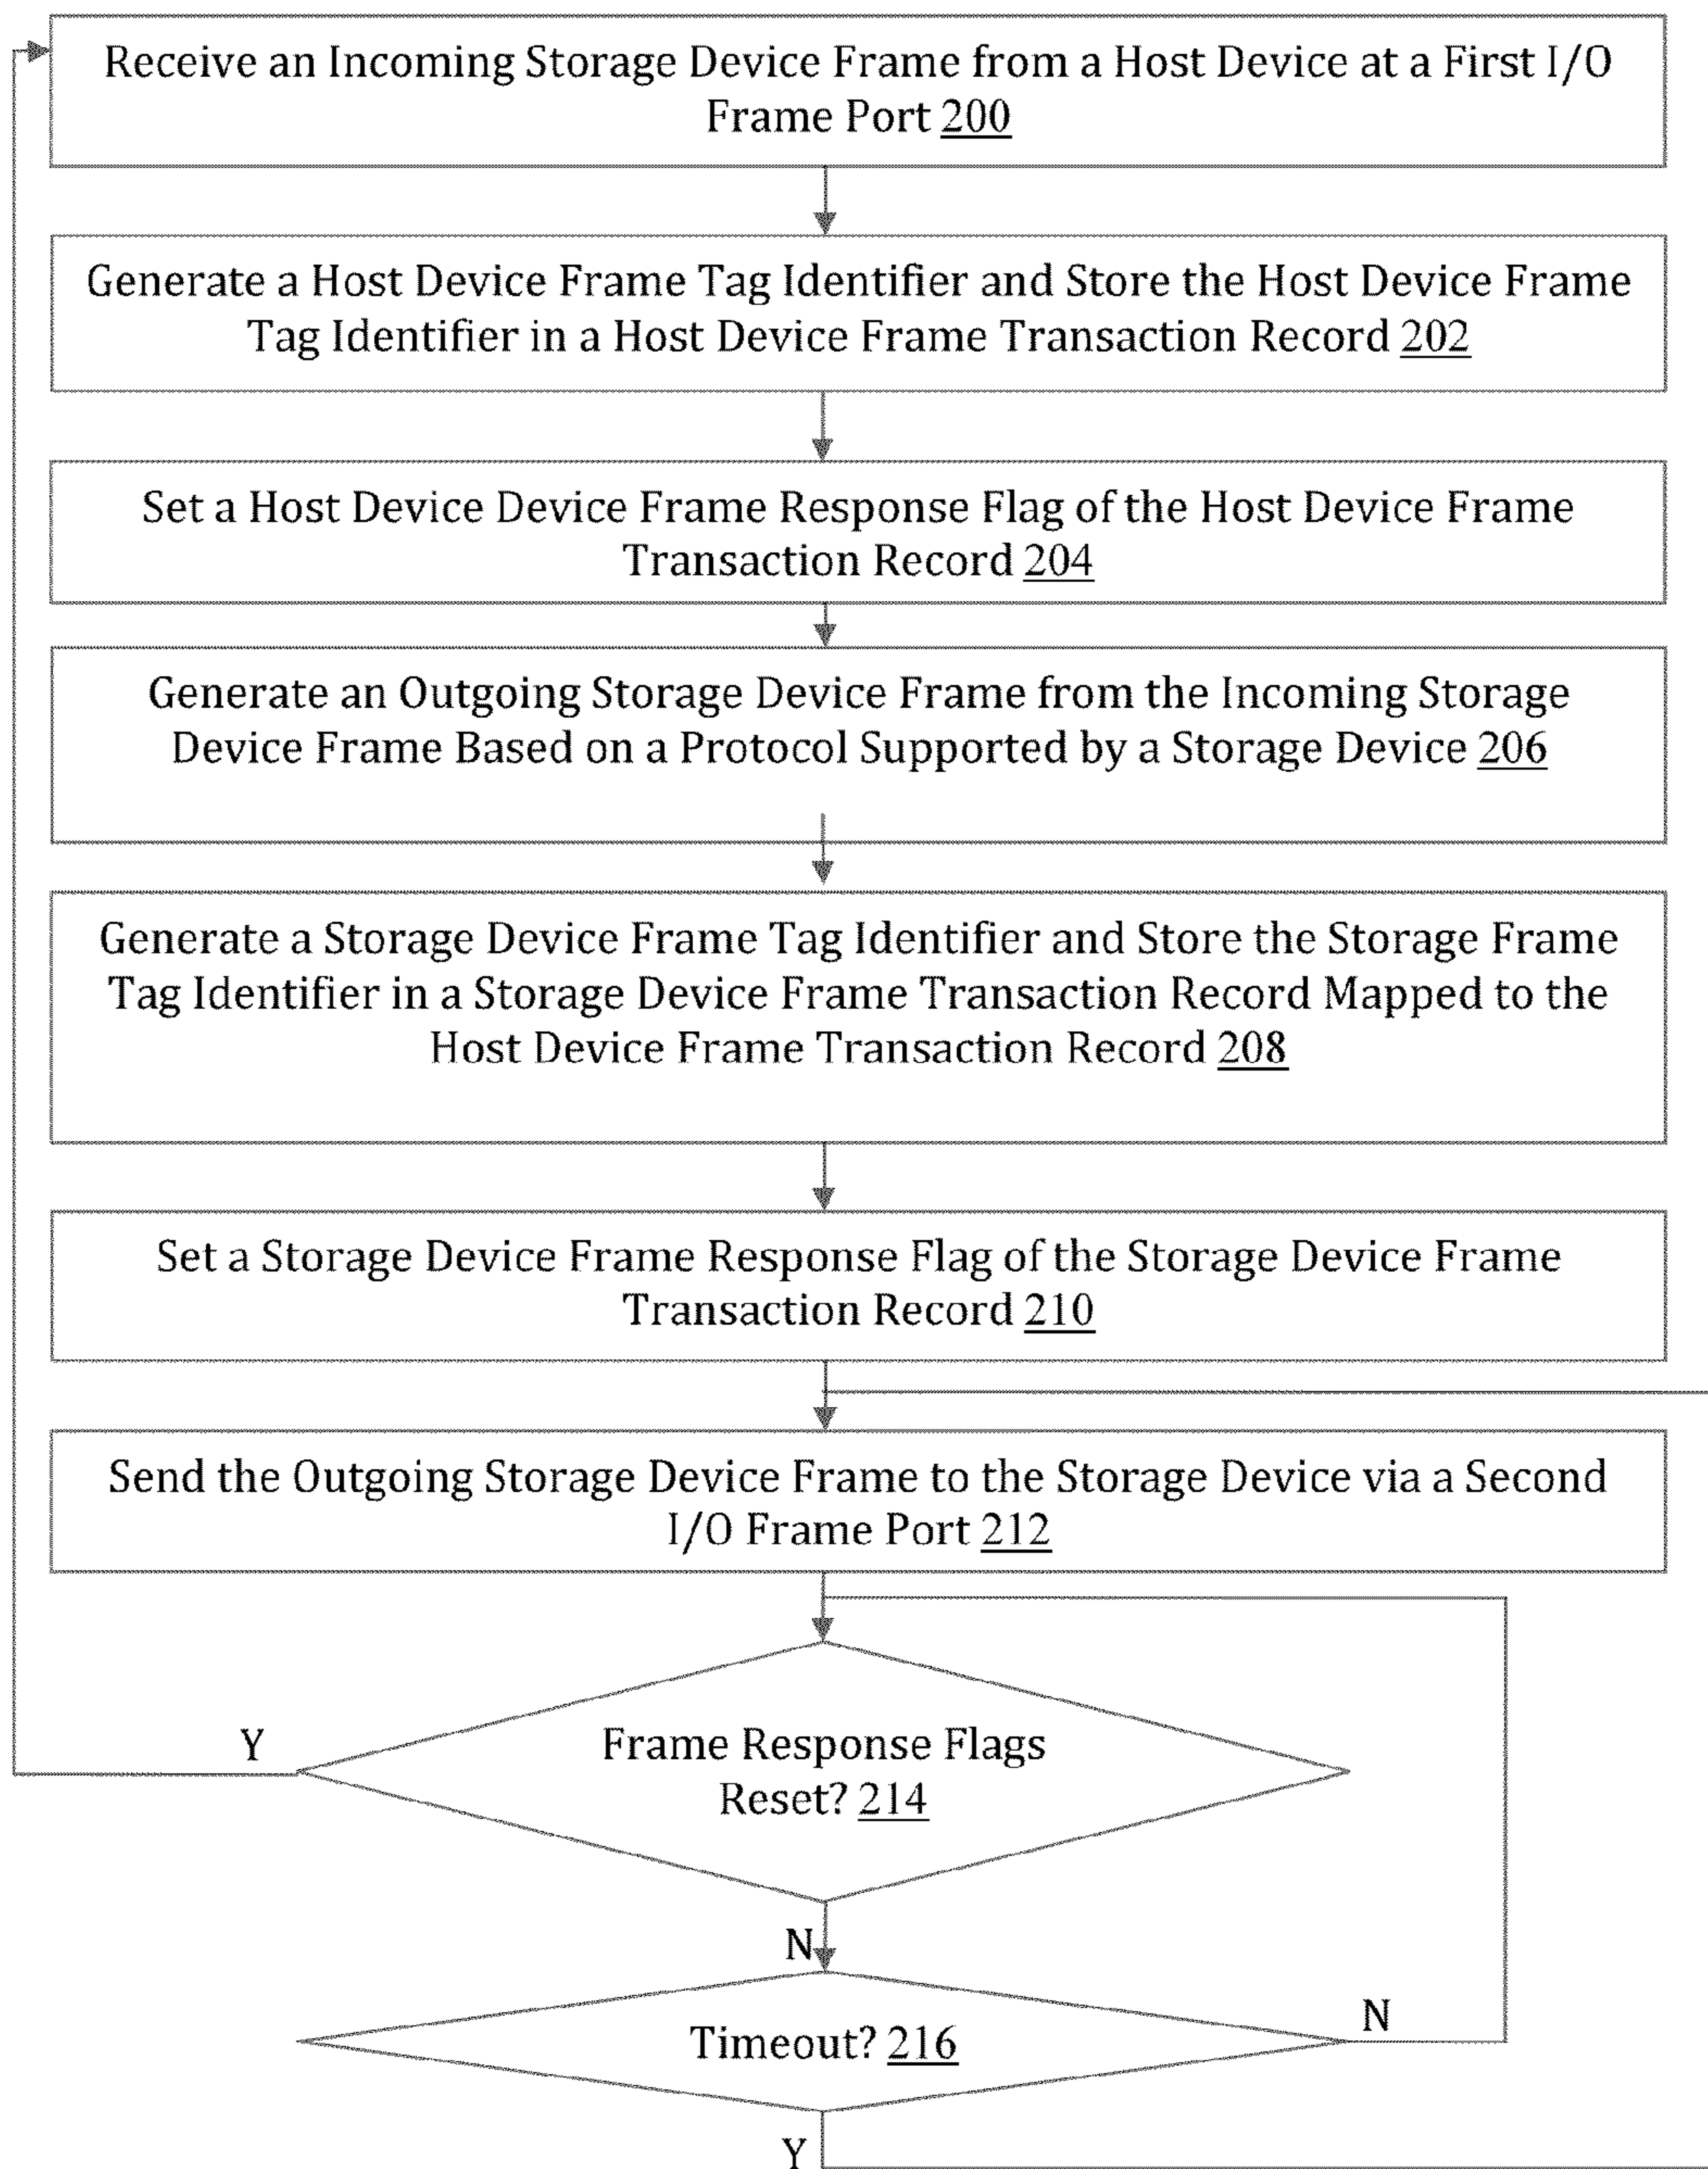 Receive an Incoming Storage Device Frame from a Host Device at a First I/O
Frame Port 200
Generate a Host Device Frame Tag Identifier and Store the Host Device Frame
Tag Identifier in a Host Device Frame Transaction Record 202
Set a Host Device Device Frame Response Flag of the Host Device Frame
Transaction Record 204
Generate an Outgoing Storage Device Frame from the Incoming Storage
Device Frame Based on a Protocol Supported by a Storage Device 206
Generate a Storage Device Frame Tag Identifier and Store the Storage Frame
Tag Identifier in a Storage Device Frame Transaction Record Mapped to the
Host Device Frame Transaction Record 208
Set a Storage Device Frame Response Flag of the Storage Device Frame
Transaction Record 210
Send the Outgoing Storage Device Frame to the Storage Device via a Second
I/O Frame Port 212
Y
Frame Response Flags
Reset? 214
N
N
Timeout? 216
Y